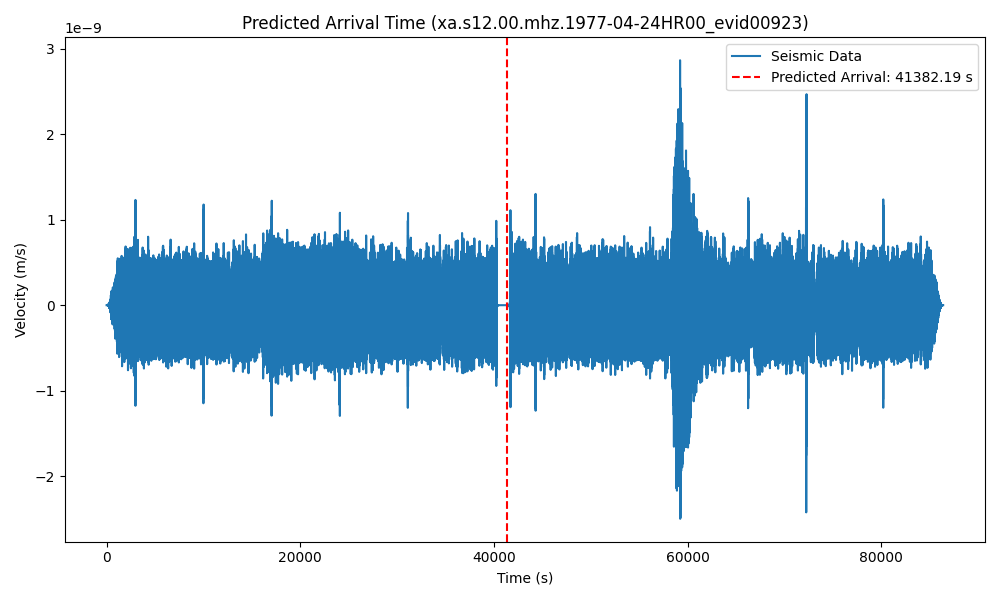 Predicted Arrival Time (xa.s12.00.mhz.1977-04-24HR00_evid00923)
1e−9
Seismic Data
Predicted Arrival: 41382.19 s
3
2
1
0
−1
−2
Velocity (m/s)
0 20000 40000 60000 80000
Time (s)